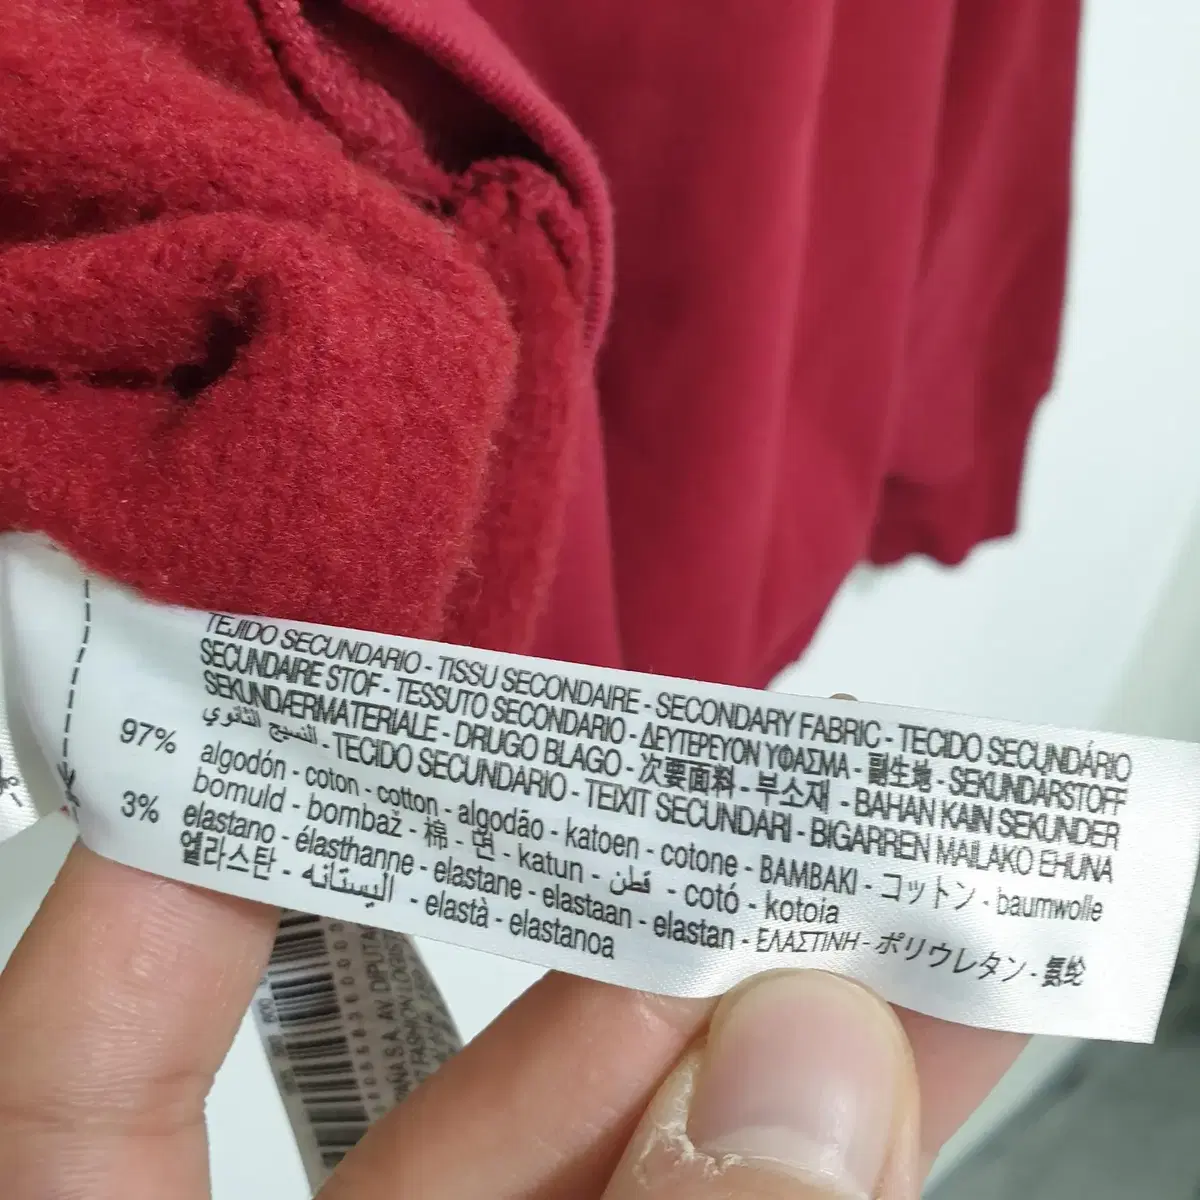 TEJIDO SECUNDARIO - TISSU SECONDAIRE - SECONDARY FABRIC - TECIDO SECUNDÁRIO
SECUNDAIRE STOF - TESSUTO SECONDARIO - ΔΕΥΤΕΡΕΥΟΝ ΥΦΑΣΜΑ - 副生地 - SEKUNDÄRSTOFF
SEKUNDÆRMATERIALE - DRUGO BLAGO - 次要面料 - 부소재 - BAHAN KAIN SEKUNDER
النسيج الثانوي - TECIDO SECUNDÁRIO - TEIXIT SECUNDARI - BIGARREN MAILAKO EHUNA
97% algodón - coton - cotton - algodão - katoen - cotone - BAMBAKI - コットン - baumwolle
bomuld - bombaž - 棉 - 면 - katun - قطن - cotó - kotoia
3% elastano - élasthanne - elastane - elastaan - elastan - ΕΛΑΣΤΙΝΗ - ポリウレタン - 氨纶
엘라스탄 - اليستانه - elastà - elastanoa
S.A. AV. DIPUTA
FASHION LOGIS